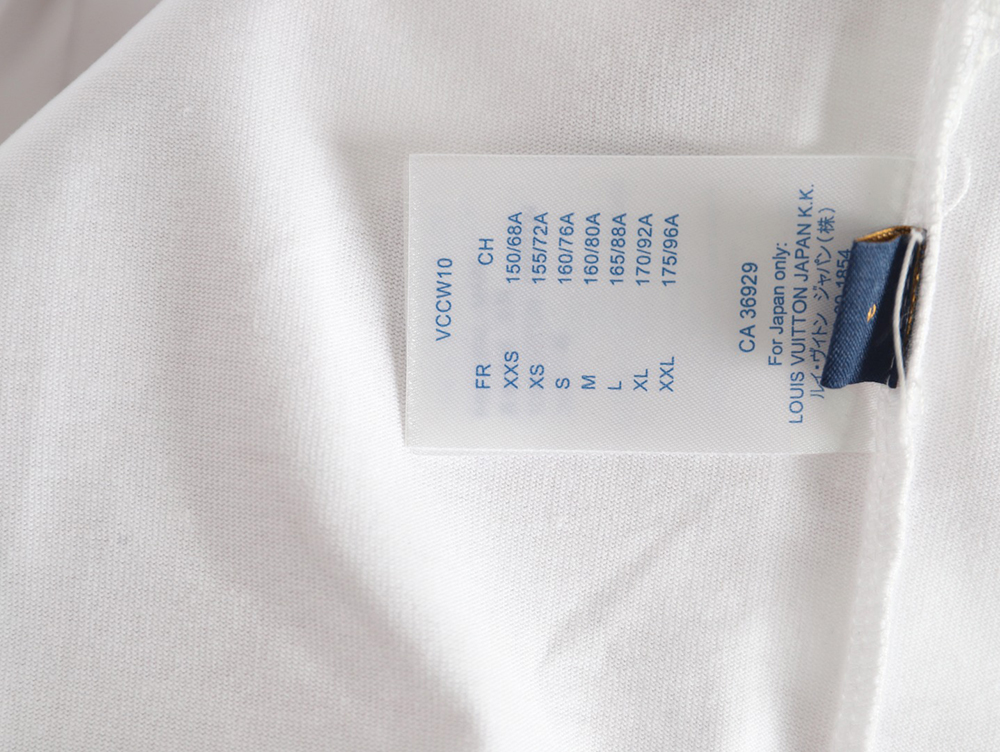 VCCW10
FR CH
XXS 150/68A
XS 155/72A
S 160/76A
M 160/80A
L 165/88A
XL 170/92A
XXL 175/96A
CA 36929
For Japan only:
LOUIS VUITTON JAPAN K.K.
ルイ・ヴィトン ジャパン(株)
1854